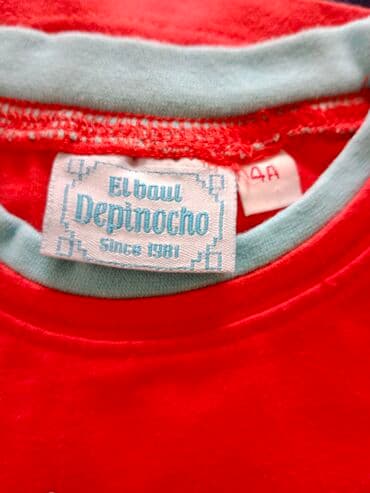 El baul
Depinocho
Since 1981
4A